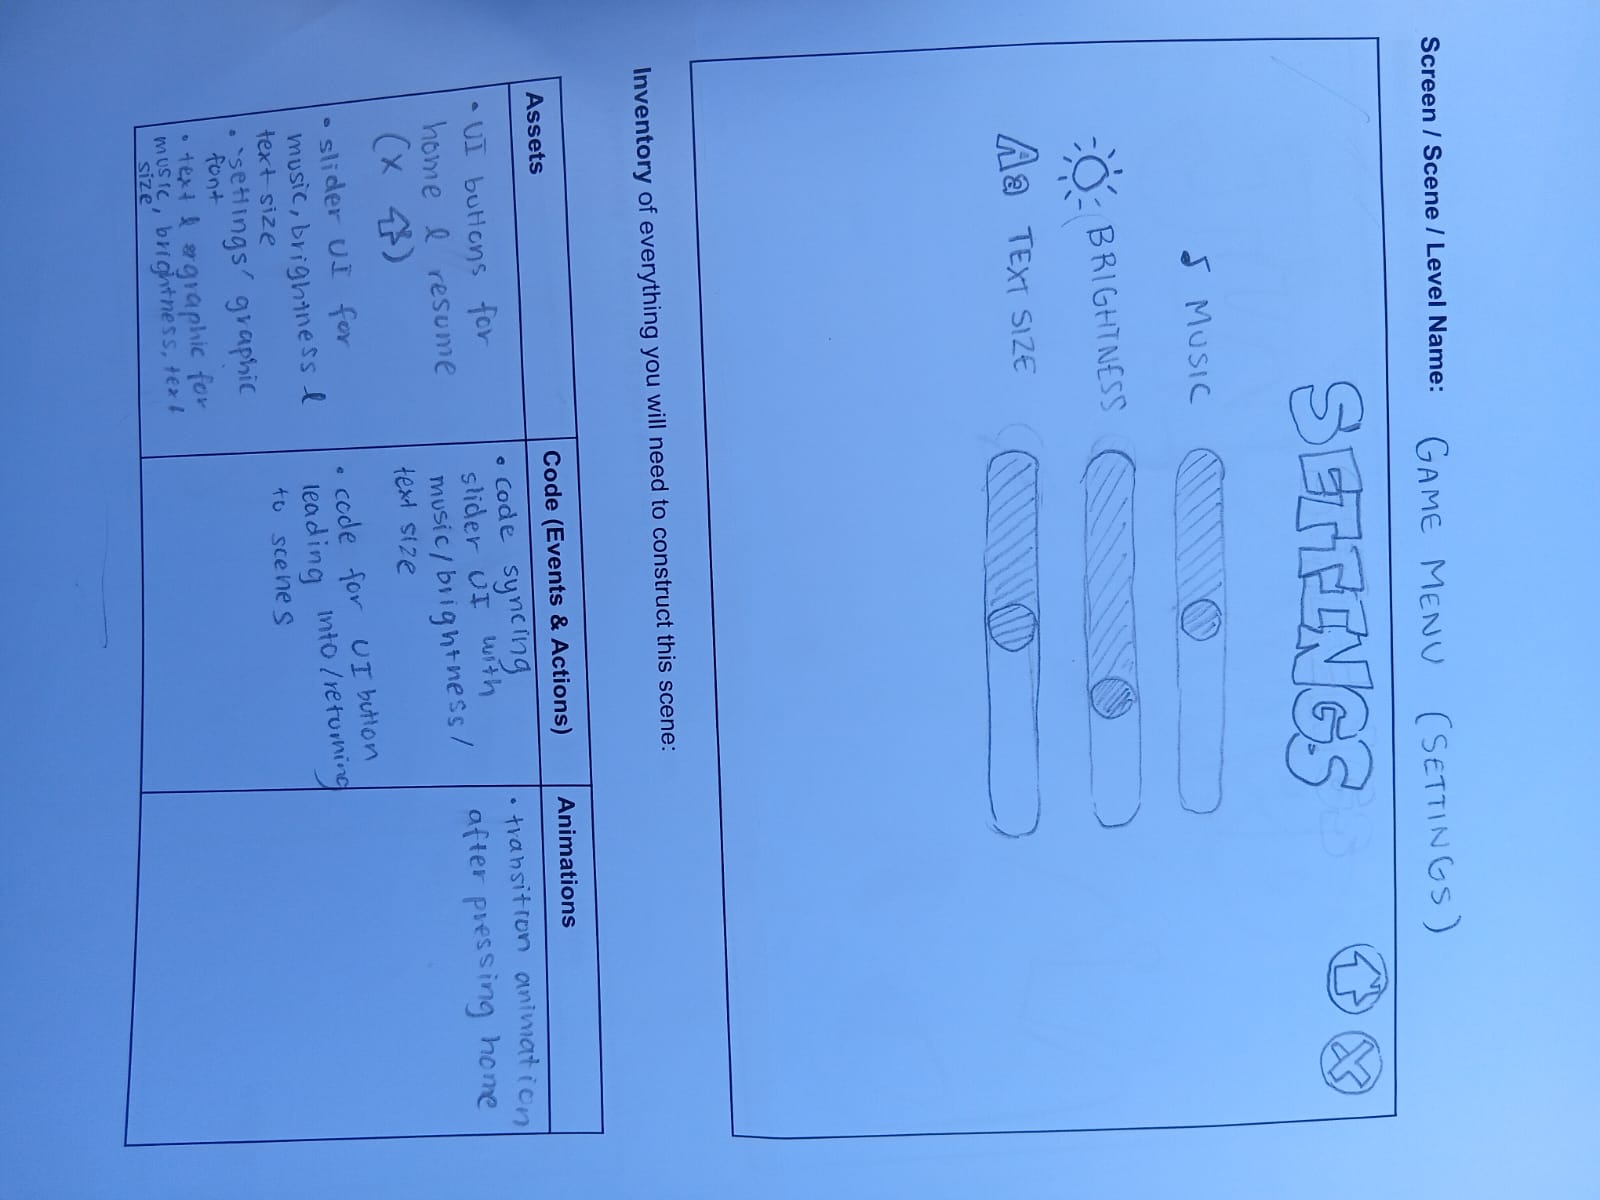 Screen / Scene / Level Name: GAME MENU (SETTINGS)
SETTINGS
MUSIC
BRIGHTNESS
Aa TEXT SIZE
Inventory of everything you will need to construct this scene:
Assets
• UI buttons for
home & resume
(x )
• slider UI for
music, brightness &
text size
• 'settings' graphic
font
• text & graphic for
music, brightness, text
size
Code (Events & Actions)
• code syncing
slider UI with
music/brightness/
text size
• code for UI button
leading into/returning
to scenes
Animations
• transition animation
after pressing home